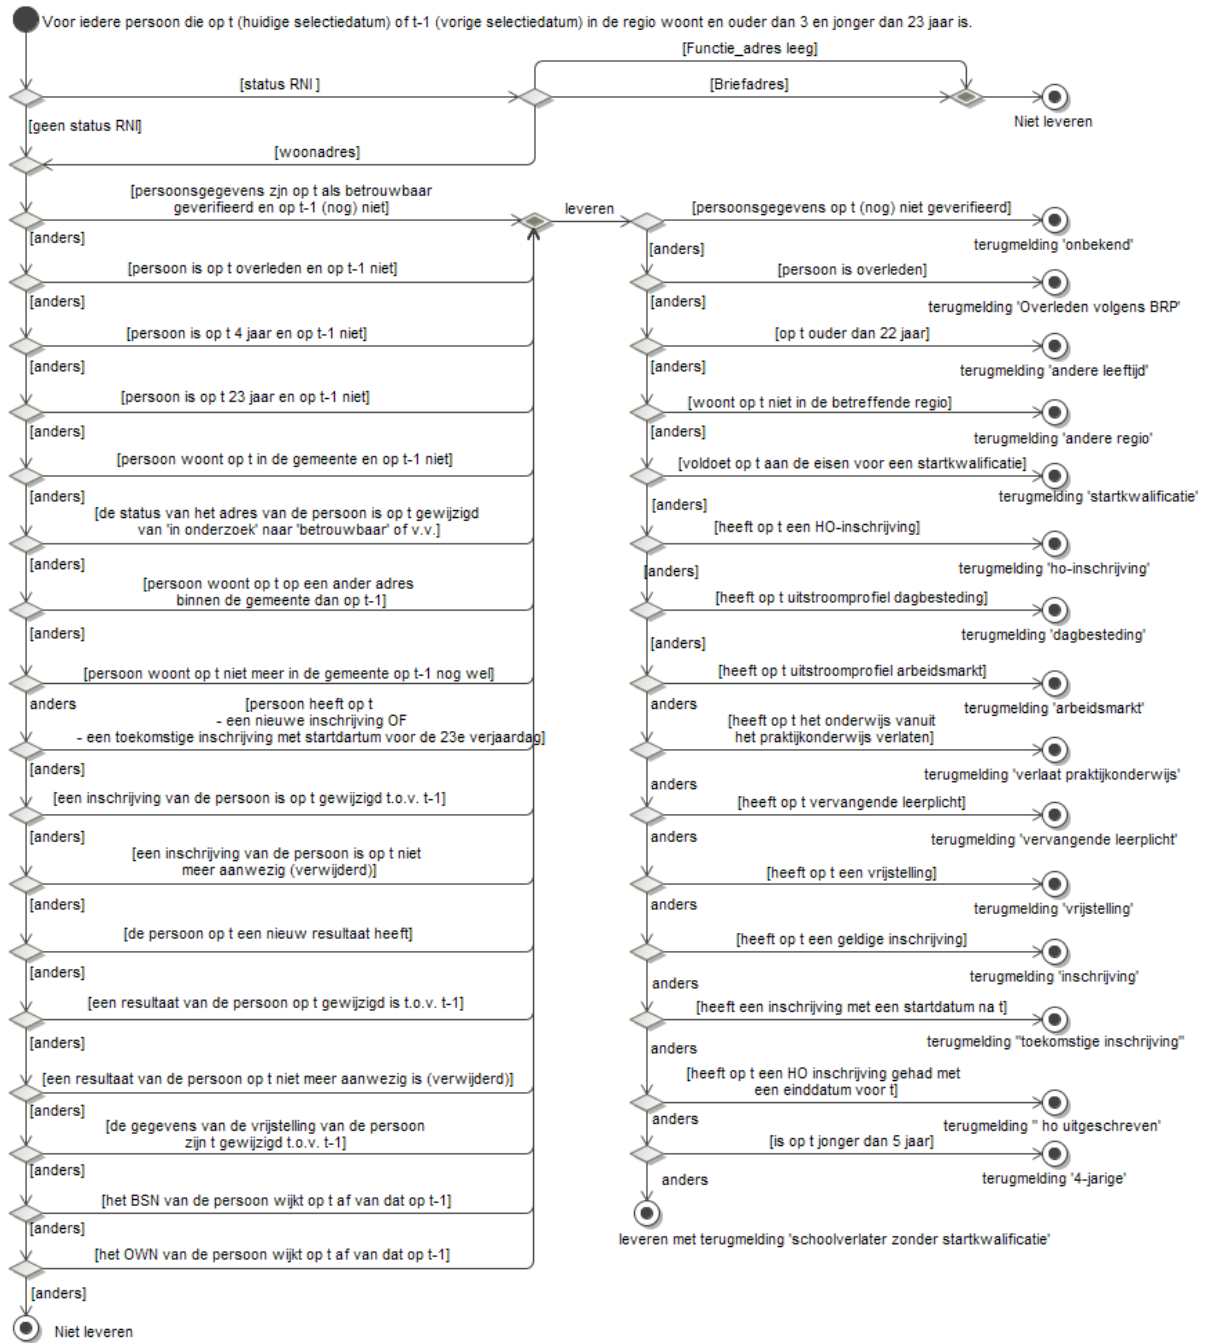 Voor iedere persoon die op t (huidige selectiedatum) of t-1 (vorige selectiedatum) in de regio woont en ouder dan 3 en jonger dan 23 jaar is.
[Functie_adres leeg]
[status RNI ]
[Briefadres]
Niet leveren
[geen status RNI]
[woonadres]
[persoonsgegevens zjn op t als betrouwbaar
geverifieerd en op t-1 (nog) niet]
[anders]
[persoon is op t overleden en op t-1 niet]
[anders]
[persoon is op t 4 jaar en op t-1 niet]
[anders]
[persoon is op t 23 jaar en op t-1 niet]
[anders]
[persoon woont op t in de gemeente en op t-1 niet]
[anders]
[de status van het adres van de persoon is op t gewijzigd
van 'in onderzoek' naar 'betrouwbaar' of v.v.]
[anders]
[persoon woont op t op een ander adres
binnen de gemeente dan op t-1]
[anders]
[persoon woont op t niet meer in de gemeente op t-1 nog wel]
anders
[persoon heeft op t
- een nieuwe inschrijving OF
- een toekomstige inschrijving met startdartum voor de 23e verjaardag]
[anders]
[een inschrijving van de persoon is op t gewijzigd t.o.v. t-1]
[anders]
[een inschrijving van de persoon is op t niet
meer aanwezig (verwijderd)]
[anders]
[de persoon op t een nieuw resultaat heeft]
[anders]
[een resultaat van de persoon op t gewijzigd is t.o.v. t-1]
[anders]
[een resultaat van de persoon op t niet meer aanwezig is (verwijderd)]
[anders]
[de gegevens van de vrijstelling van de persoon
zijn t gewijzigd t.o.v. t-1]
[anders]
[het BSN van de persoon wijkt op t af van dat op t-1]
[anders]
[het OWN van de persoon wijkt op t af van dat op t-1]
[anders]
Niet leveren
leveren
[persoonsgegevens op t (nog) niet geverifieerd]
terugmelding 'onbekend'
[anders]
[persoon is overleden]
terugmelding 'Overleden volgens BRP'
[anders]
[op t ouder dan 22 jaar]
terugmelding 'andere leeftijd'
[anders]
[woont op t niet in de betreffende regio]
terugmelding 'andere regio'
[anders]
[voldoet op t aan de eisen voor een startkwalificatie]
terugmelding 'startkwalificatie'
[anders]
[heeft op t een HO-inschrijving]
terugmelding 'ho-inschrijving'
[anders]
[heeft op t uitstroomprofiel dagbesteding]
terugmelding 'dagbesteding'
[anders]
[heeft op t uitstroomprofiel arbeidsmarkt]
terugmelding 'arbeidsmarkt'
anders
[heeft op t het onderwijs vanuit
het praktijkonderwijs verlaten]
terugmelding 'verlaat praktijkonderwijs'
anders
[heeft op t vervangende leerplicht]
terugmelding 'vervangende leerplicht'
anders
[heeft op t een vrijstelling]
terugmelding 'vrijstelling'
anders
[heeft op t een geldige inschrijving]
terugmelding 'inschrijving'
anders
[heeft een inschrijving met een startdatum na t]
terugmelding "toekomstige inschrijving"
anders
[heeft op t een HO inschrijving gehad met
een einddatum voor t]
terugmelding " ho uitgeschreven'
anders
[is op t jonger dan 5 jaar]
terugmelding '4-jarige'
anders
leveren met terugmelding 'schoolverlater zonder startkwalificatie'